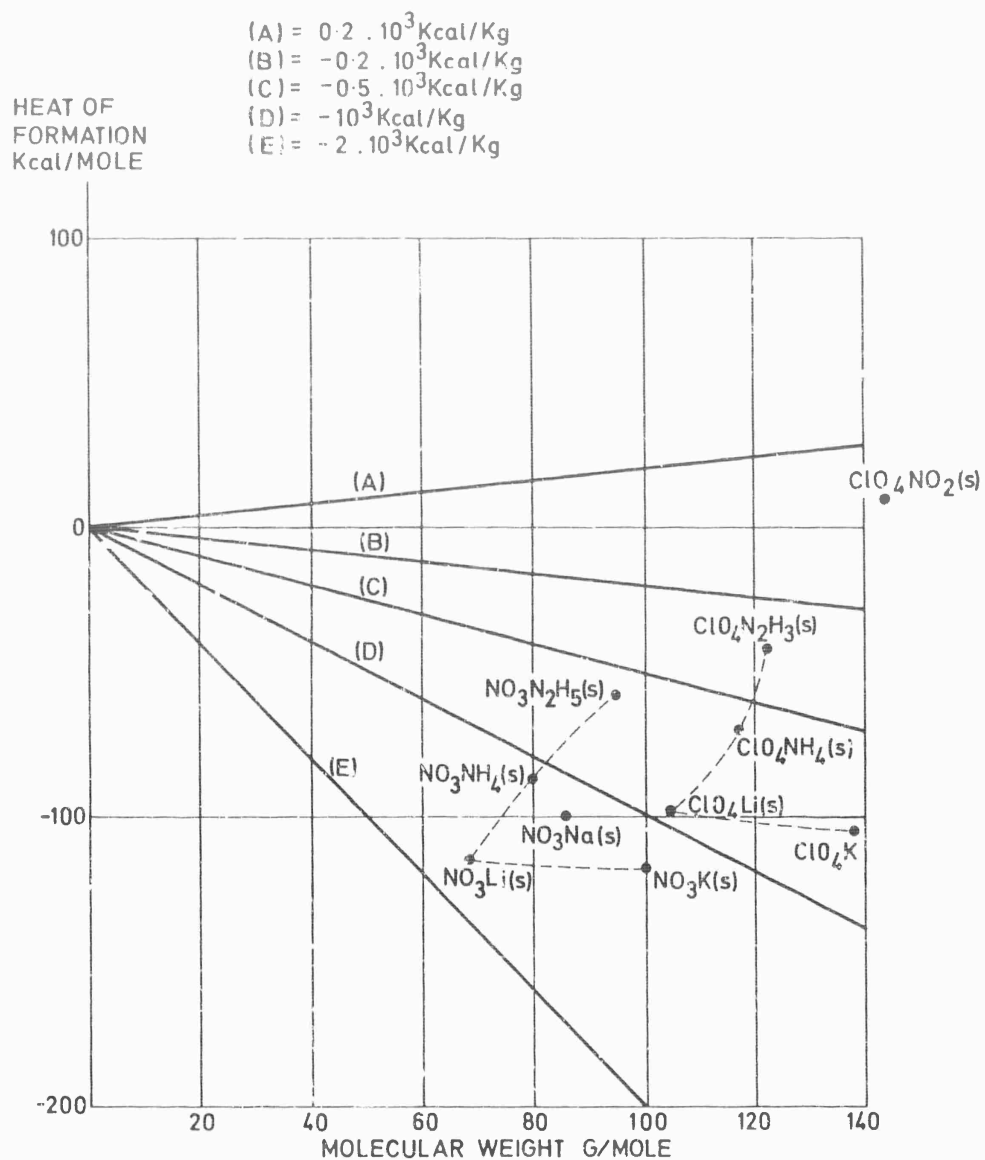 (A) = 0·2 . 10³Kcal/Kg
(B) = -0·2 . 10³Kcal/Kg
(C) = -0·5 . 10³Kcal/Kg
(D) = -10³Kcal/Kg
(E) = -2 . 10³Kcal/Kg
HEAT OF
FORMATION
Kcal/MOLE
100
(A)
ClO₄NO₂(s)
0
(B)
(C)
ClO₄N₂H₃(s)
(D)
NO₃N₂H₅(s)
ClO₄NH₄(s)
(E)
NO₃NH₄(s)
ClO₄Li(s)
-100
NO₃Na(s)
ClO₄K
NO₃Li(s)
NO₃K(s)
-200
20 40 60 80 100 120 140
MOLECULAR WEIGHT G/MOLE